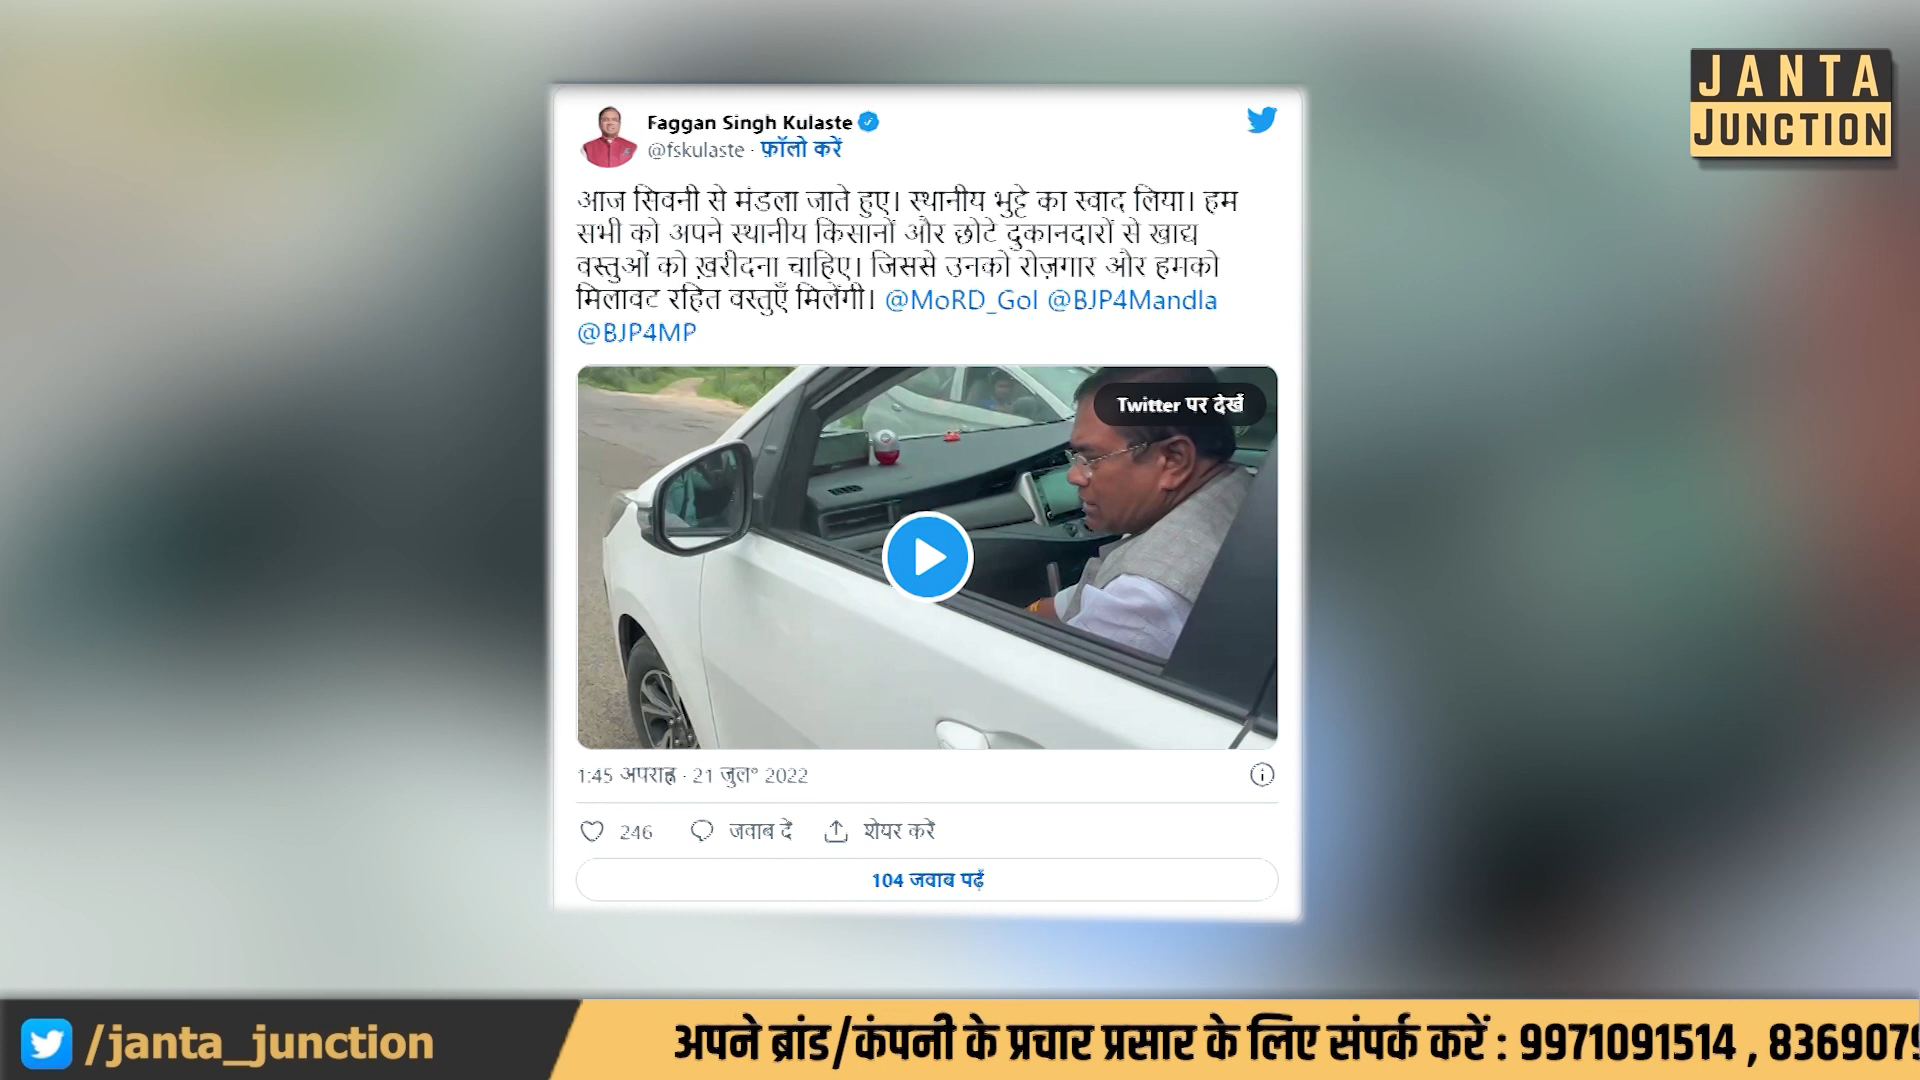 JANTA
JUNCTION
Faggan Singh Kulaste
@fskulaste · फ़ॉलो करें
आज सिवनी से मंडला जाते हुए। स्थानीय भुट्टे का स्वाद लिया। हम
सभी को अपने स्थानीय किसानों और छोटे दुकानदारों से खाद्य
वस्तुओं को ख़रीदना चाहिए। जिससे उनको रोज़गार और हमको
मिलावट रहित वस्तुएँ मिलेंगी। @MoRD_GoI @BJP4Mandla
@BJP4MP
Twitter पर देखें
1:45 अपराह्न · 21 जुल॰ 2022
246 जवाब दें शेयर करें
104 जवाब पढ़ें
/janta_junction
अपने ब्रांड/कंपनी के प्रचार प्रसार के लिए संपर्क करें : 9971091514 , 8369079